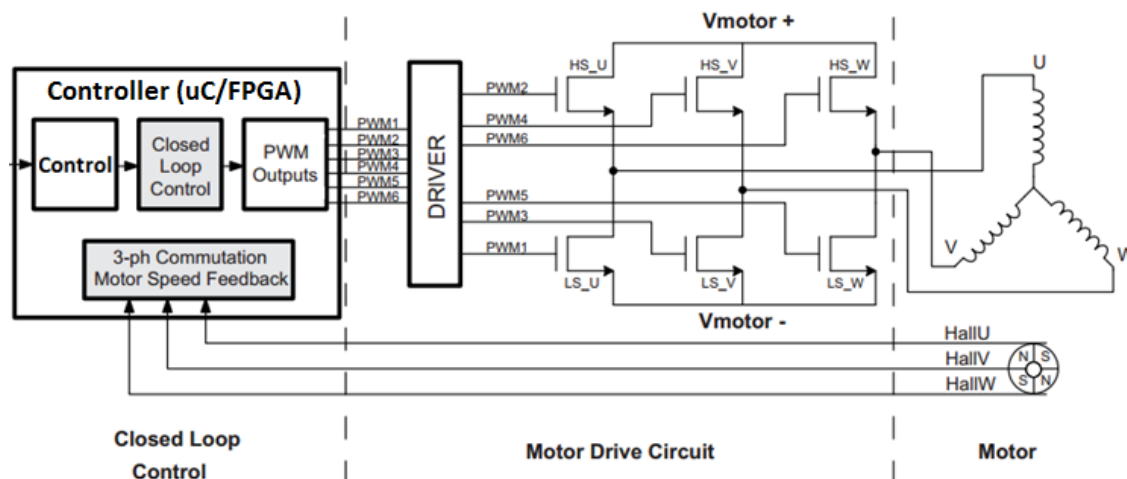 Vmotor +
HS_U
HS_V
HS_W
U
Controller (uC/FPGA)
Control
Closed
Loop
Control
PWM
Outputs
PWM1
PWM2
PWM3
PWM4
PWM5
PWM6
DRIVER
PWM2
PWM4
PWM6
PWM5
PWM3
PWM1
LS_U
LS_V
LS_W
V
W
3-ph Commutation
Motor Speed Feedback
Vmotor -
HallU
HallV
HallW
N S
S N
Closed Loop
Control
Motor Drive Circuit
Motor